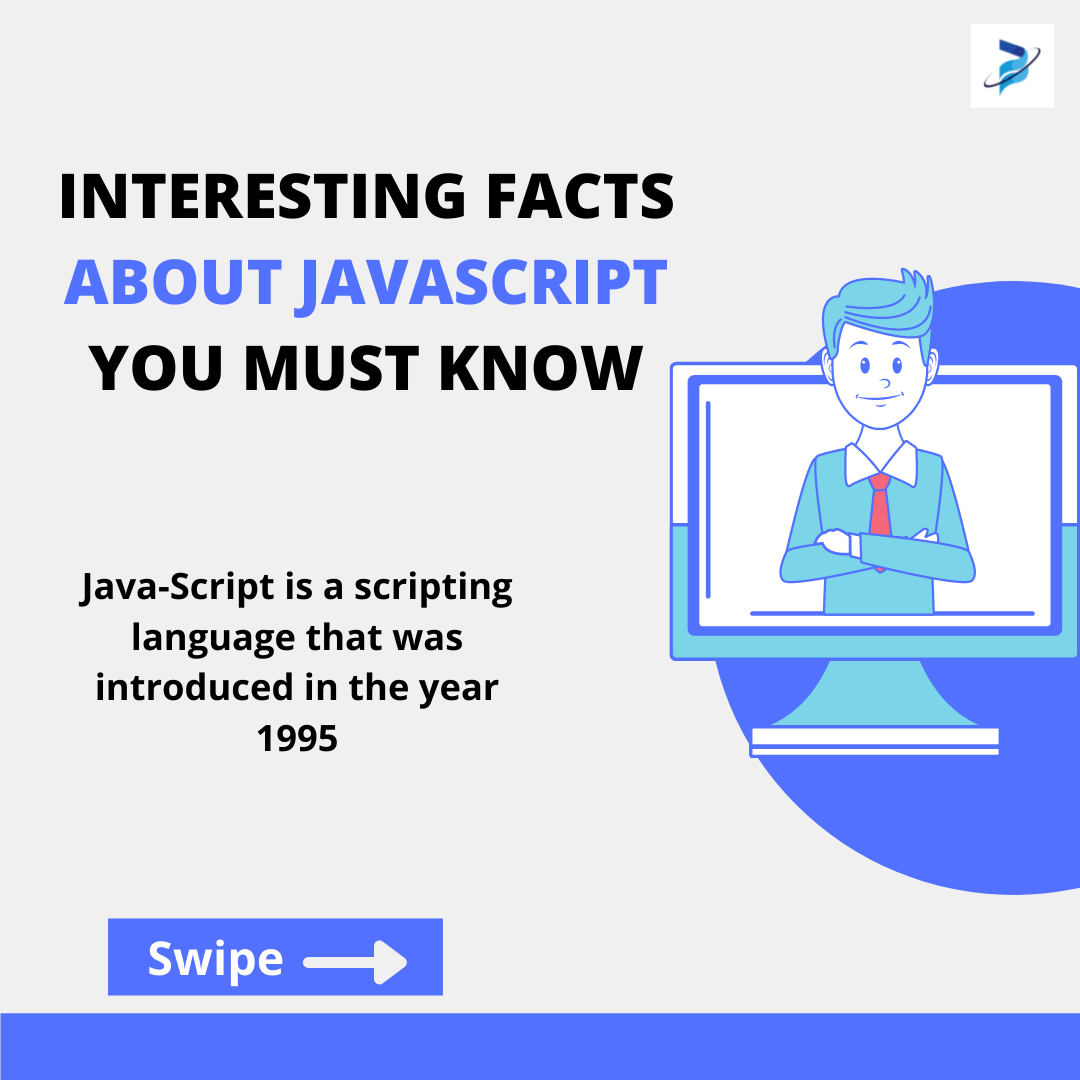 INTERESTING FACTS
ABOUT JAVASCRIPT
YOU MUST KNOW
Java-Script is a scripting
language that was
introduced in the year
1995
Swipe